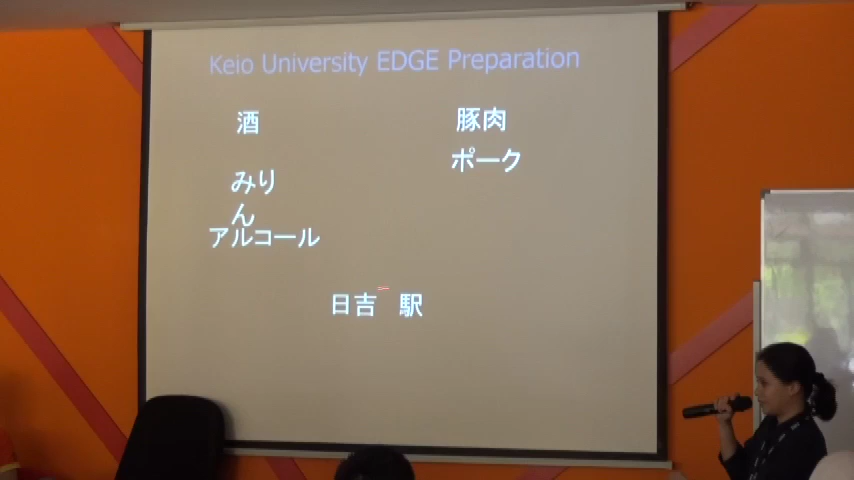 Keio University EDGE Preparation
酒
みり
ん
アルコール
豚肉
ポーク
日吉 駅